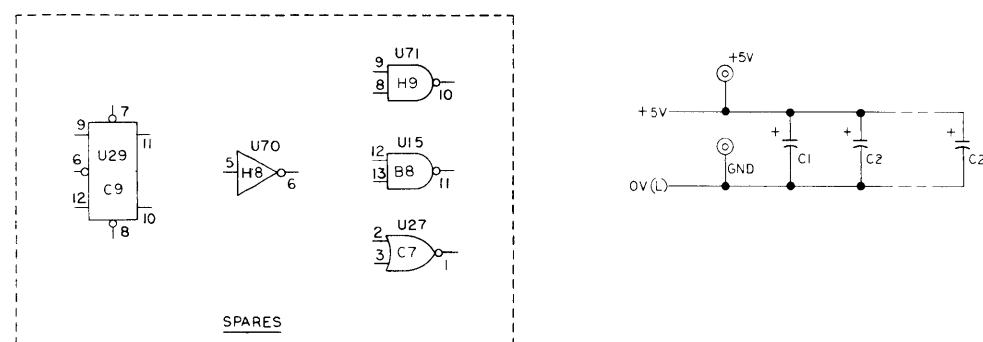 U71
9
H9
8
10
7
9
11
U29
6
C9
12
10
8
U70
5
H8
6
U15
12
B8
13
11
U27
2
C7
3
1
SPARES
+5V
+5V
+
C1
+
C2
+
C2
GND
0V(L)